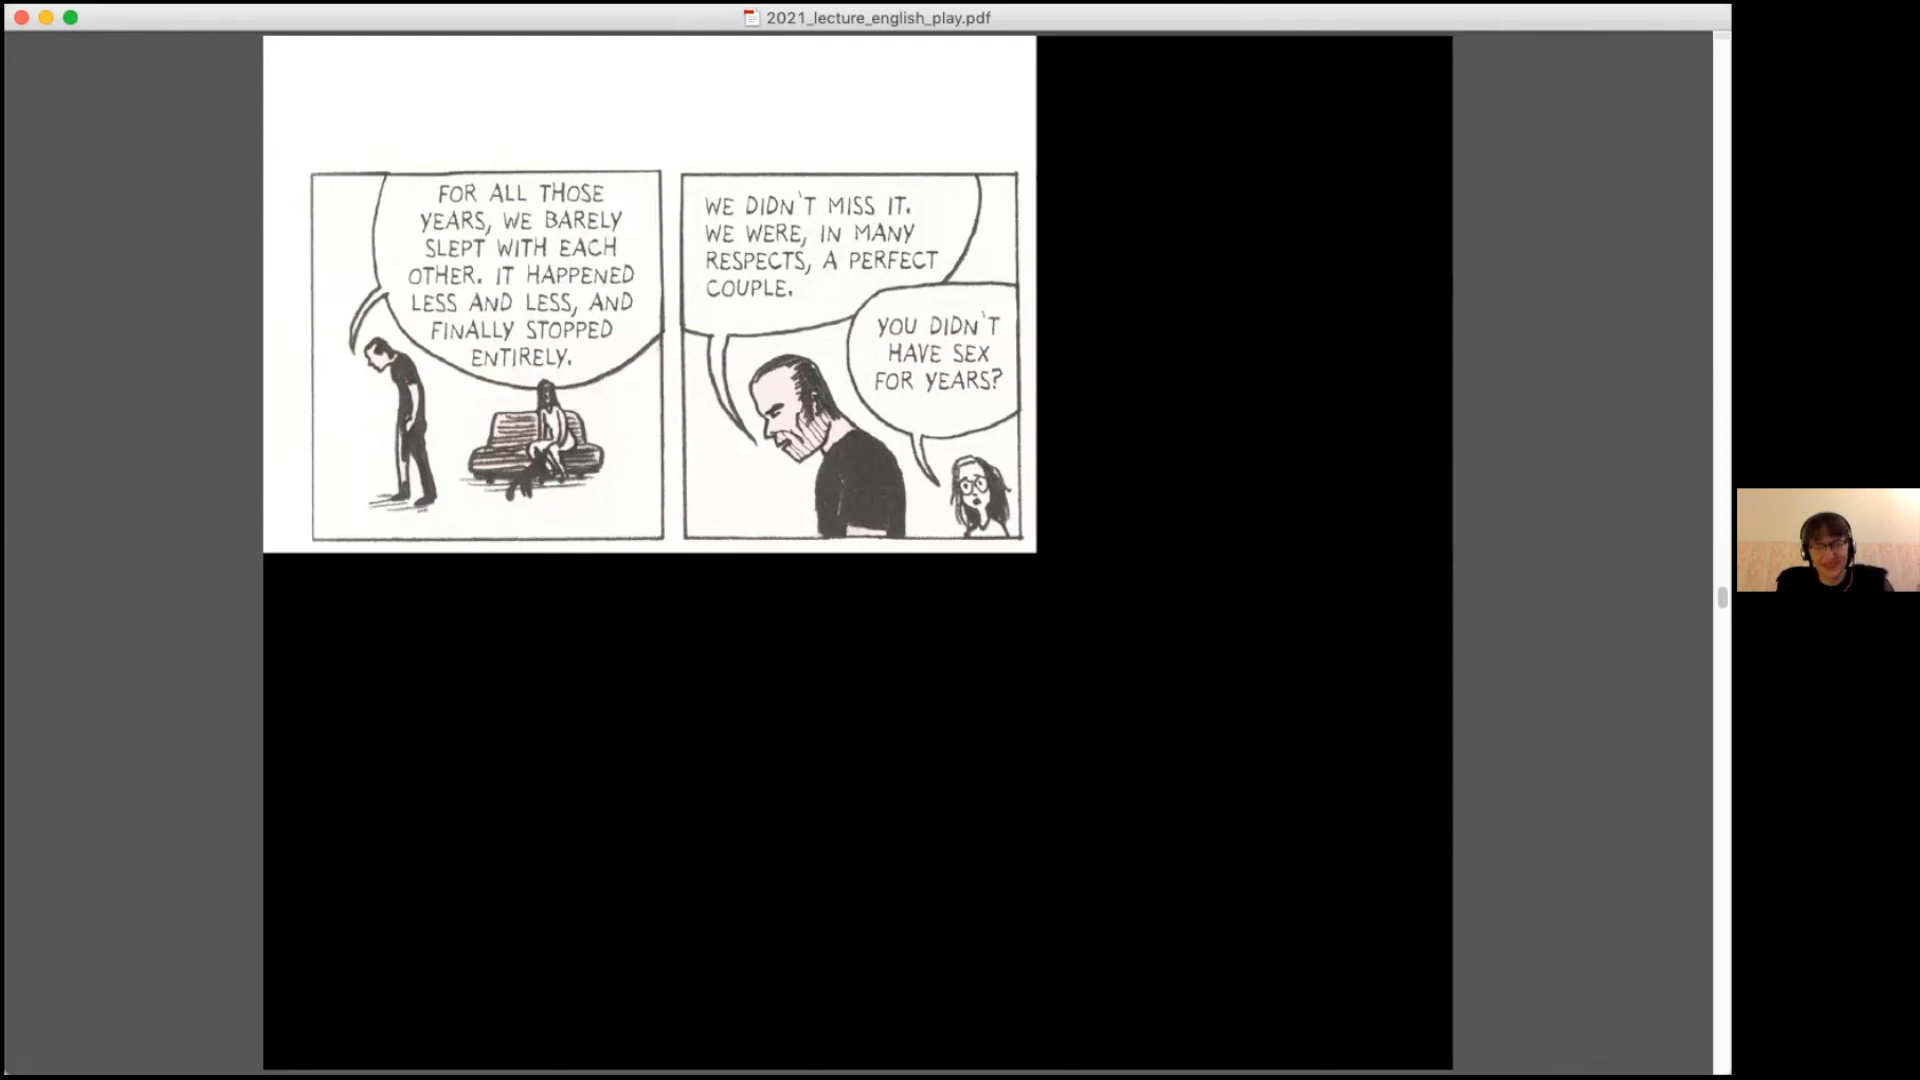 2021_lecture_english_play.pdf
FOR ALL THOSE
YEARS, WE BARELY
SLEPT WITH EACH
OTHER. IT HAPPENED
LESS AND LESS, AND
FINALLY STOPPED
ENTIRELY.
WE DIDN'T MISS IT.
WE WERE, IN MANY
RESPECTS, A PERFECT
COUPLE.
YOU DIDN'T
HAVE SEX
FOR YEARS?